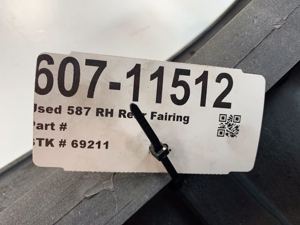 607-11512
Used 587 RH Rear Fairing
Part #
STK # 69211